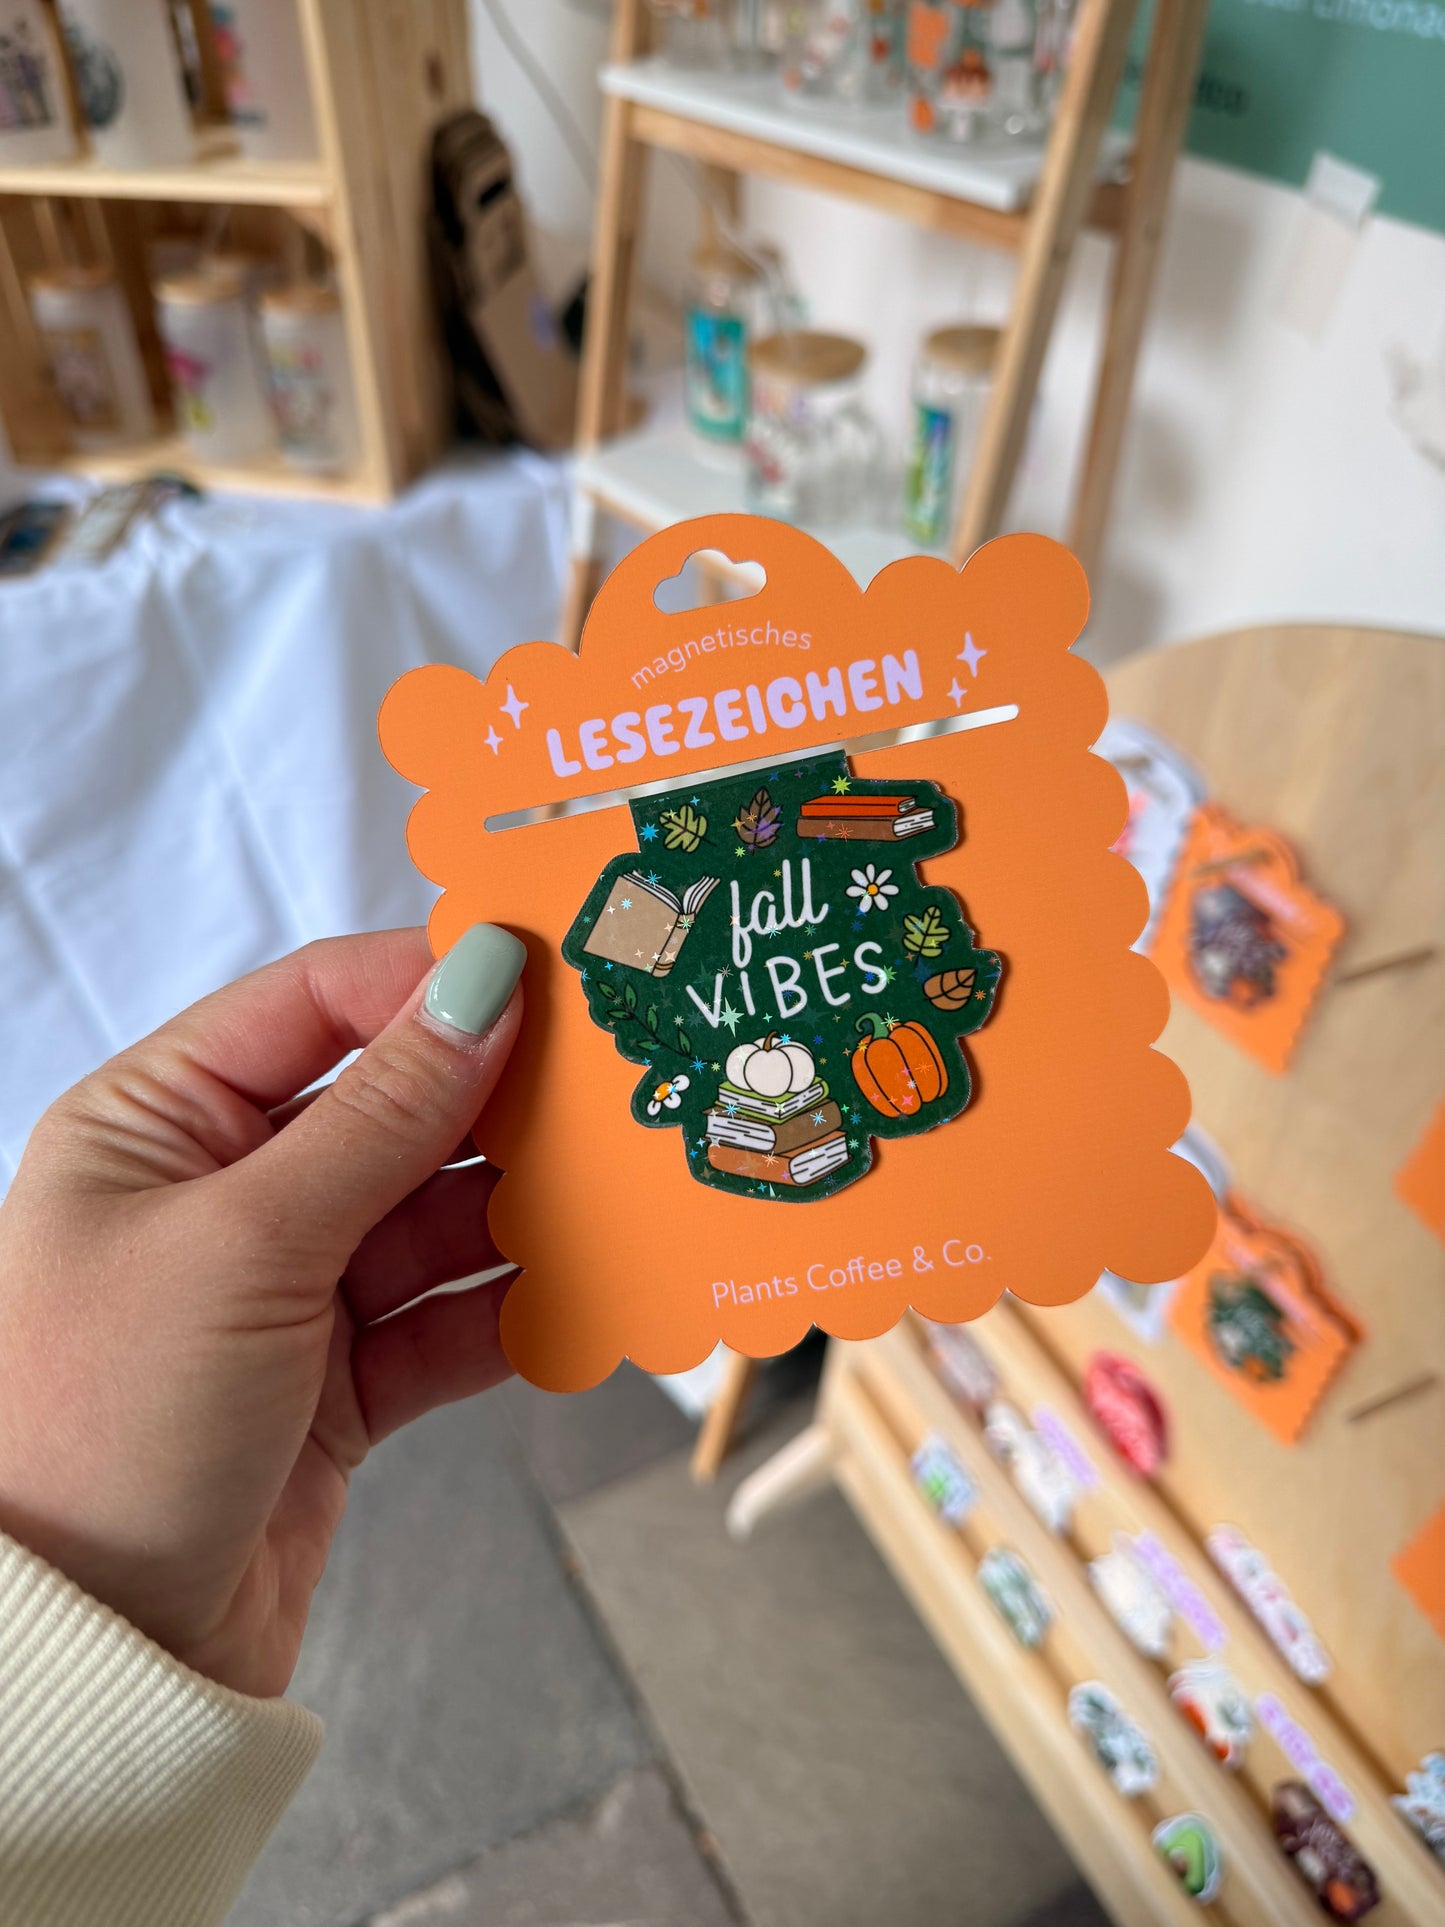 magnetisches
LESEZEICHEN
fall
VIBES
Plants Coffee & Co.